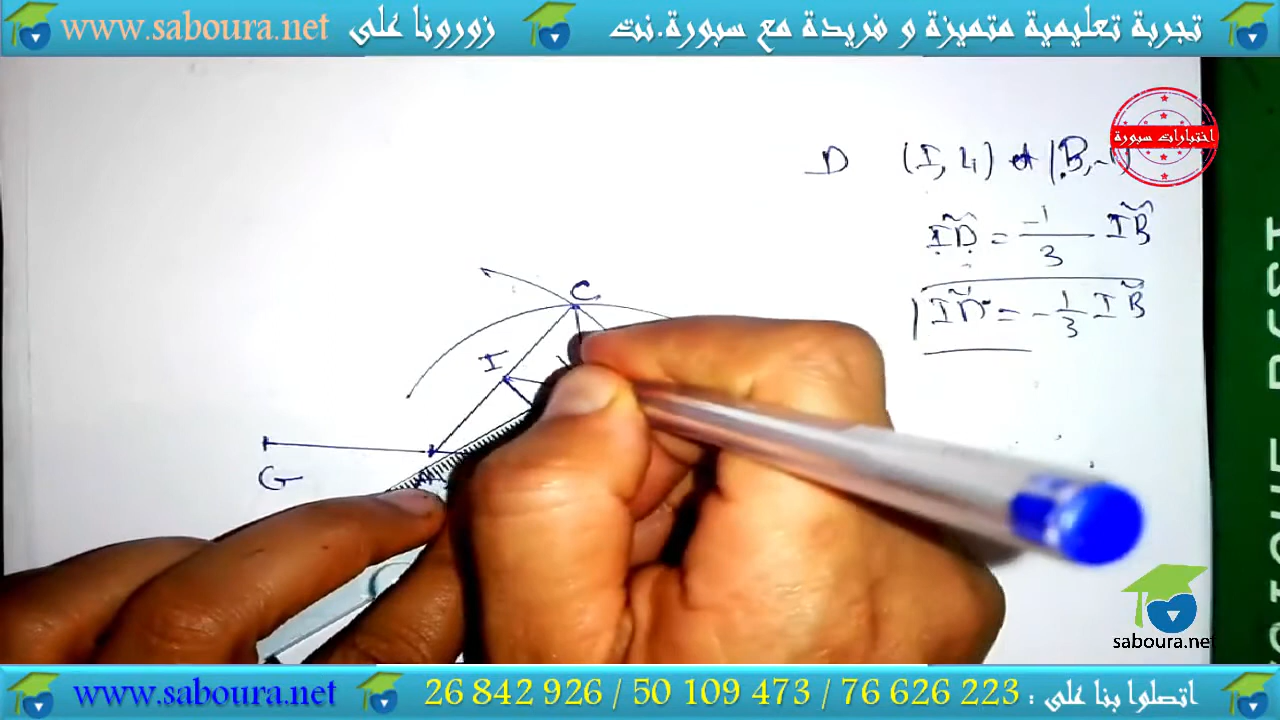 www.saboura.net زورونا على تجربة تعليمية متميزة و فريدة مع سبورة.نت
اختبارات سبورة
D (I, 4) et (B, -1)
ID = -1/3 IB
ID = -1/3 IB
C
I
G
saboura.net
www.saboura.net 26 842 926 / 50 109 473 / 76 626 223 : اتصلوا بنا على